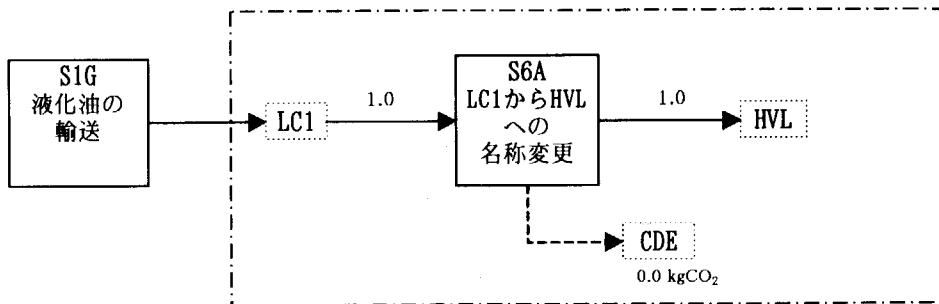 S1G
液化油の
輸送
LC1
1.0
S6A
LC1からHVL
への
名称変更
1.0
HVL
CDE
0.0 kgCO₂